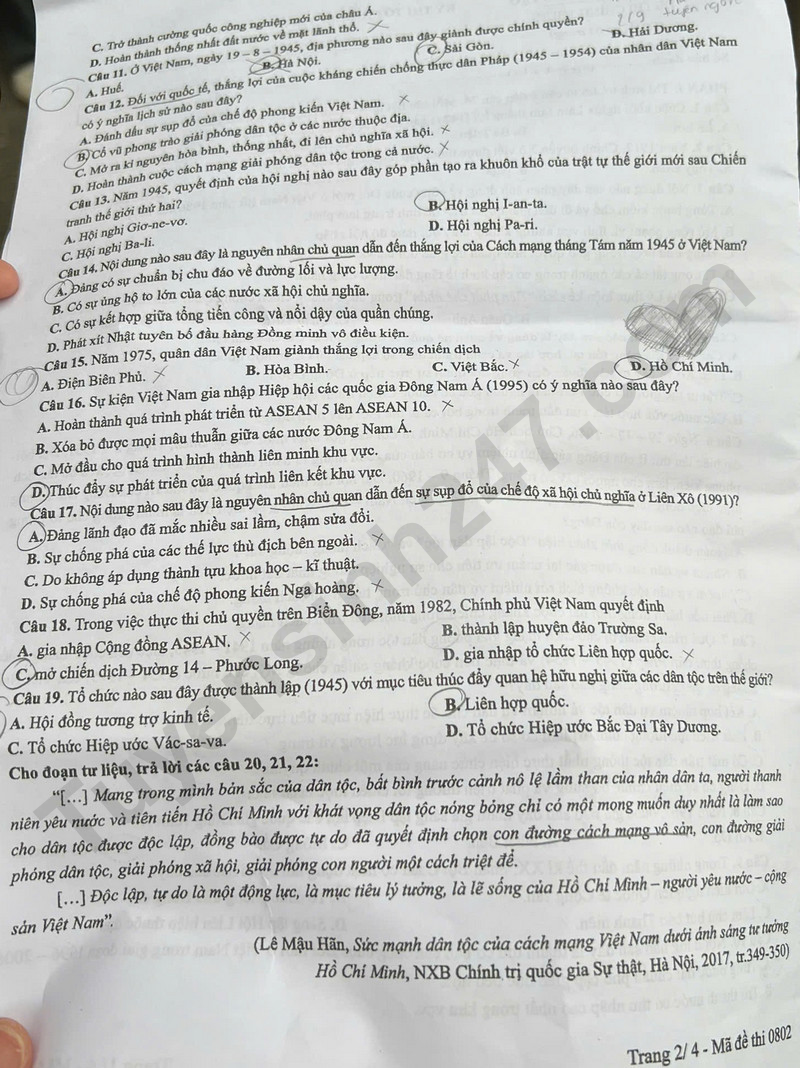 C. Trở thành cường quốc công nghiệp mới của châu Á.
D. Hoàn thành thống nhất đất nước về mặt lãnh thổ.
Câu 11. Ở Việt Nam, ngày 19 – 8 – 1945, địa phương nào sau đây giành được chính quyền?
A. Huế. B. Hà Nội. C. Sài Gòn. D. Hải Dương.
Câu 12. Đối với quốc tế, thắng lợi của cuộc kháng chiến chống thực dân Pháp (1945 – 1954) của nhân dân Việt Nam
có ý nghĩa lịch sử nào sau đây?
A. Đánh dấu sự sụp đổ của chế độ phong kiến Việt Nam.
B. Cổ vũ phong trào giải phóng dân tộc ở các nước thuộc địa.
C. Mở ra kỉ nguyên hòa bình, thống nhất, đi lên chủ nghĩa xã hội.
D. Hoàn thành cuộc cách mạng giải phóng dân tộc trong cả nước.
Câu 13. Năm 1945, quyết định của hội nghị nào sau đây góp phần tạo ra khuôn khổ của trật tự thế giới mới sau Chiến
tranh thế giới thứ hai?
A. Hội nghị Giơ-ne-vơ. B. Hội nghị I-an-ta.
C. Hội nghị Ba-li. D. Hội nghị Pa-ri.
Câu 14. Nội dung nào sau đây là nguyên nhân chủ quan dẫn đến thắng lợi của Cách mạng tháng Tám năm 1945 ở Việt Nam?
A. Đảng có sự chuẩn bị chu đáo về đường lối và lực lượng.
B. Có sự ủng hộ to lớn của các nước xã hội chủ nghĩa.
C. Có sự kết hợp giữa tổng tiến công và nổi dậy của quần chúng.
D. Phát xít Nhật tuyên bố đầu hàng Đồng minh vô điều kiện.
Câu 15. Năm 1975, quân dân Việt Nam giành thắng lợi trong chiến dịch
A. Điện Biên Phủ. B. Hòa Bình. C. Việt Bắc. D. Hồ Chí Minh.
Câu 16. Sự kiện Việt Nam gia nhập Hiệp hội các quốc gia Đông Nam Á (1995) có ý nghĩa nào sau đây?
A. Hoàn thành quá trình phát triển từ ASEAN 5 lên ASEAN 10.
B. Xóa bỏ được mọi mâu thuẫn giữa các nước Đông Nam Á.
C. Mở đầu cho quá trình hình thành liên minh khu vực.
D. Thúc đẩy sự phát triển của quá trình liên kết khu vực.
Câu 17. Nội dung nào sau đây là nguyên nhân chủ quan dẫn đến sự sụp đổ của chế độ xã hội chủ nghĩa ở Liên Xô (1991)?
A. Đảng lãnh đạo đã mắc nhiều sai lầm, chậm sửa đổi.
B. Sự chống phá của các thế lực thù địch bên ngoài.
C. Do không áp dụng thành tựu khoa học – kĩ thuật.
D. Sự chống phá của chế độ phong kiến Nga hoàng.
Câu 18. Trong việc thực thi chủ quyền trên Biển Đông, năm 1982, Chính phủ Việt Nam quyết định
A. gia nhập Cộng đồng ASEAN. B. thành lập huyện đảo Trường Sa.
C. mở chiến dịch Đường 14 – Phước Long. D. gia nhập tổ chức Liên hợp quốc.
Câu 19. Tổ chức nào sau đây được thành lập (1945) với mục tiêu thúc đẩy quan hệ hữu nghị giữa các dân tộc trên thế giới?
A. Hội đồng tương trợ kinh tế. B. Liên hợp quốc.
C. Tổ chức Hiệp ước Vác-sa-va. D. Tổ chức Hiệp ước Bắc Đại Tây Dương.
Cho đoạn tư liệu, trả lời các câu 20, 21, 22:
“[…] Mang trong mình bản sắc của dân tộc, bất bình trước cảnh nô lệ lầm than của nhân dân ta, người thanh
niên yêu nước và tiên tiến Hồ Chí Minh với khát vọng dân tộc nóng bỏng chỉ có một mong muốn duy nhất là làm sao
cho dân tộc được độc lập, đồng bào được tự do đã quyết định chọn con đường cách mạng vô sản, con đường giải
phóng dân tộc, giải phóng xã hội, giải phóng con người một cách triệt để.
[…] Độc lập, tự do là một động lực, là mục tiêu lý tưởng, là lẽ sống của Hồ Chí Minh – người yêu nước – cộng
sản Việt Nam”.
(Lê Mậu Hãn, Sức mạnh dân tộc của cách mạng Việt Nam dưới ánh sáng tư tưởng
Hồ Chí Minh, NXB Chính trị quốc gia Sự thật, Hà Nội, 2017, tr.349-350)
Trang 2/ 4 - Mã đề thi 0802
Tuyensinh247.com